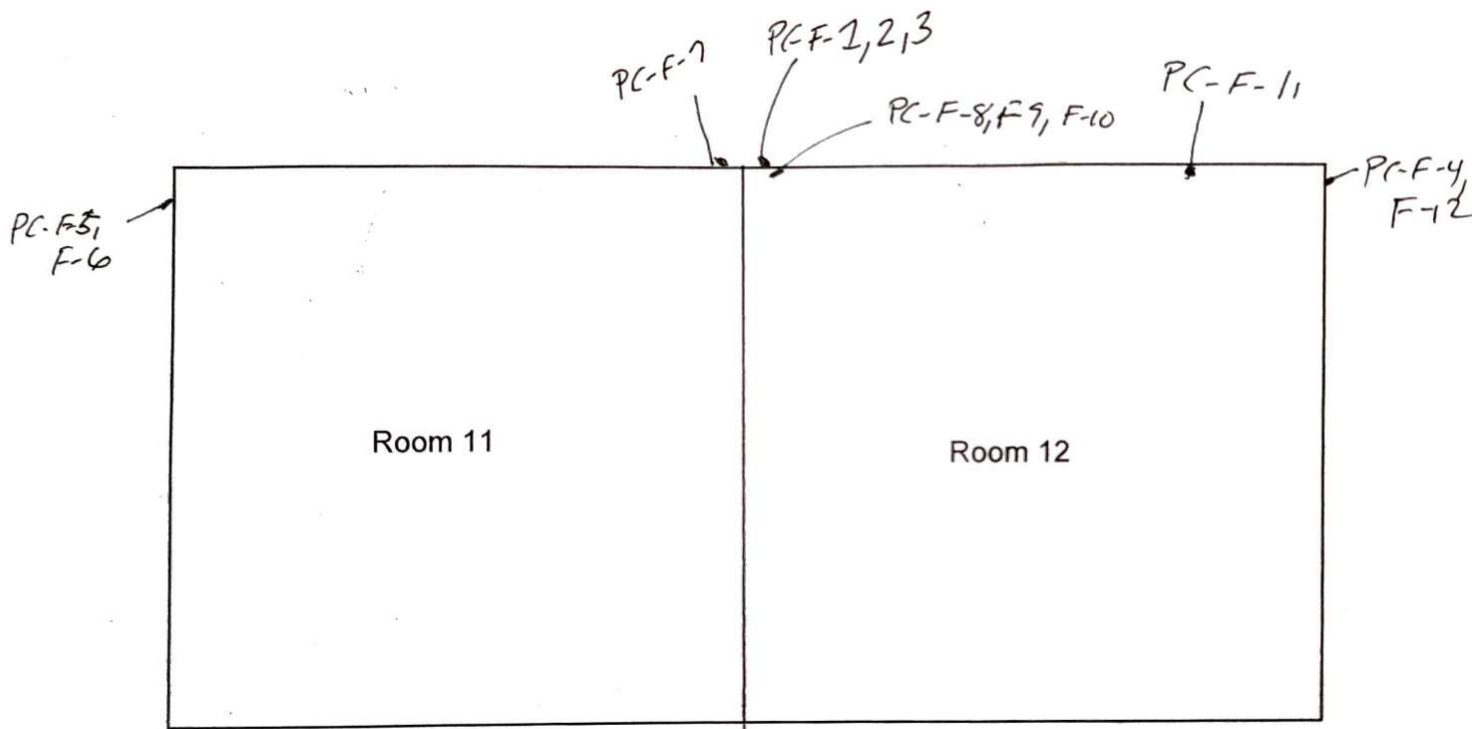 PC-F-7
PC-F-1,2,3
PC-F-8, F-9, F-10
PC-F-11
PC-F-4,
F-12
PC-F-5,
F-6
Room 11
Room 12